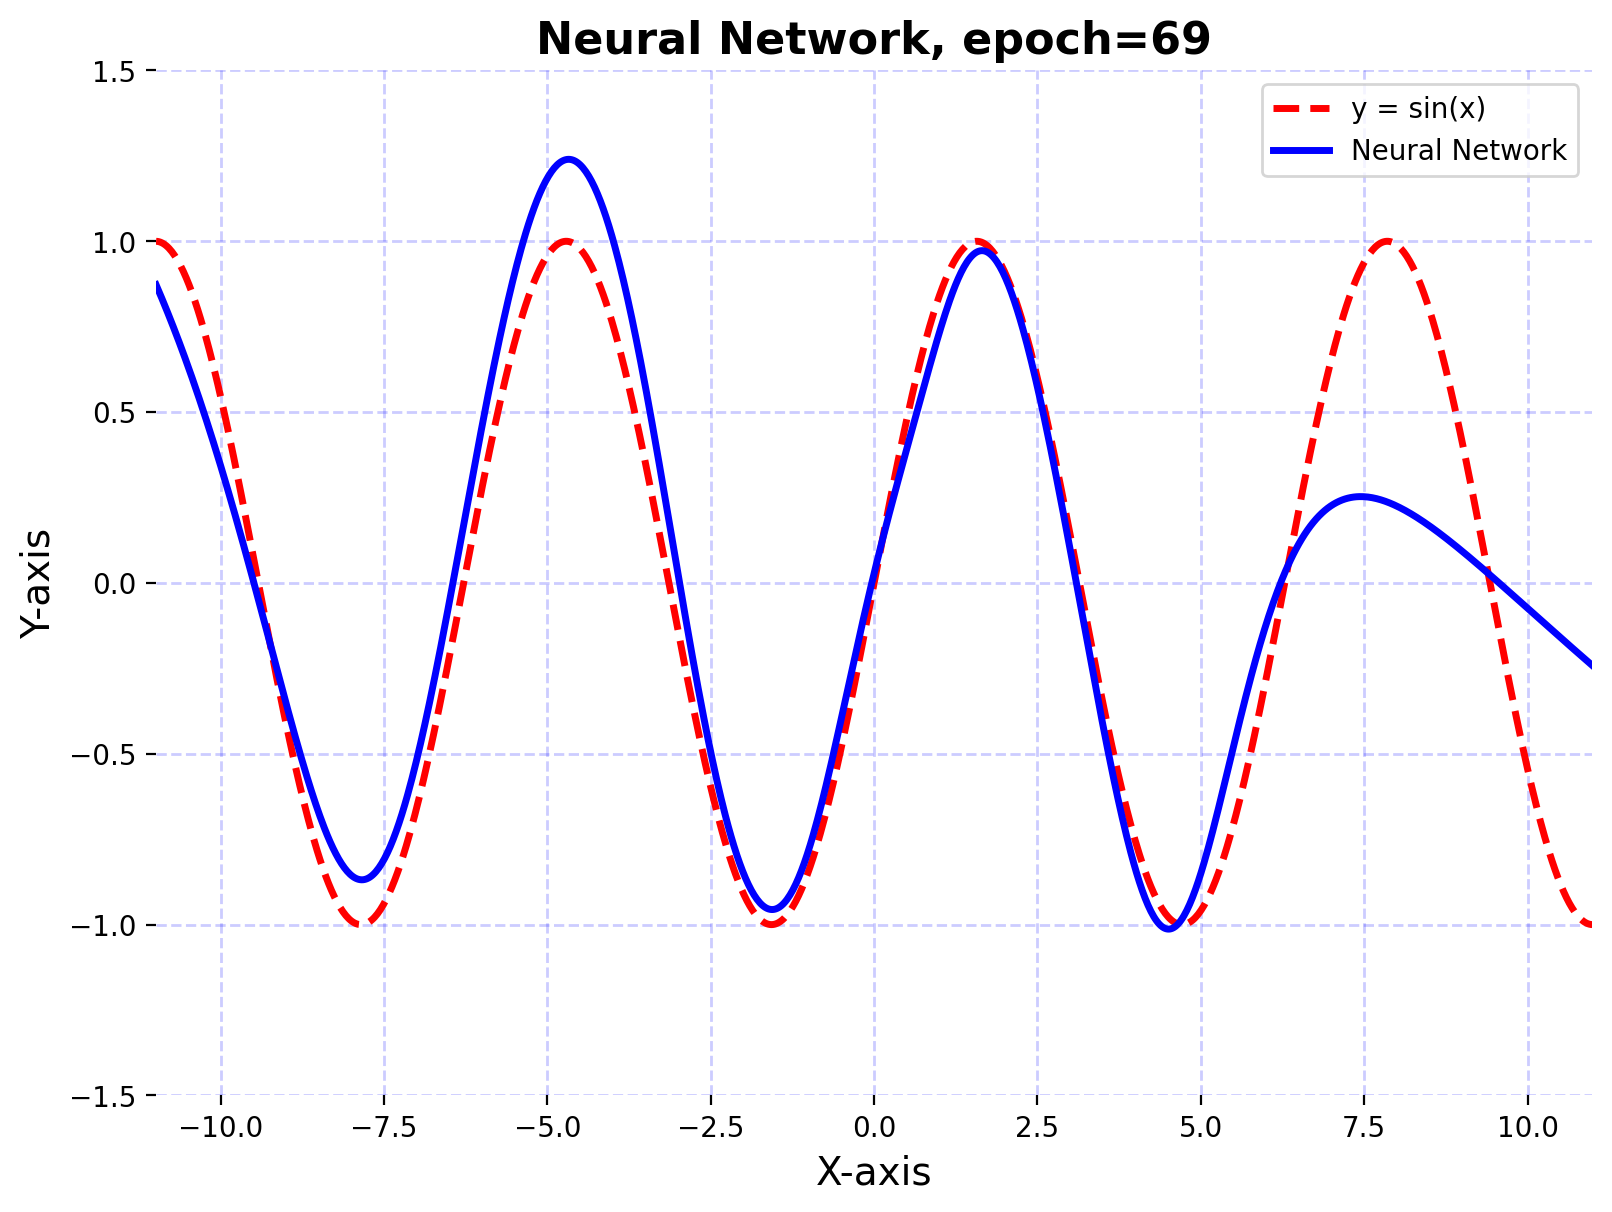 Neural Network, epoch=69
y = sin(x)
Neural Network
1.5
1.0
0.5
0.0
−0.5
−1.0
−1.5
Y-axis
−10.0 −7.5 −5.0 −2.5 0.0 2.5 5.0 7.5 10.0
X-axis